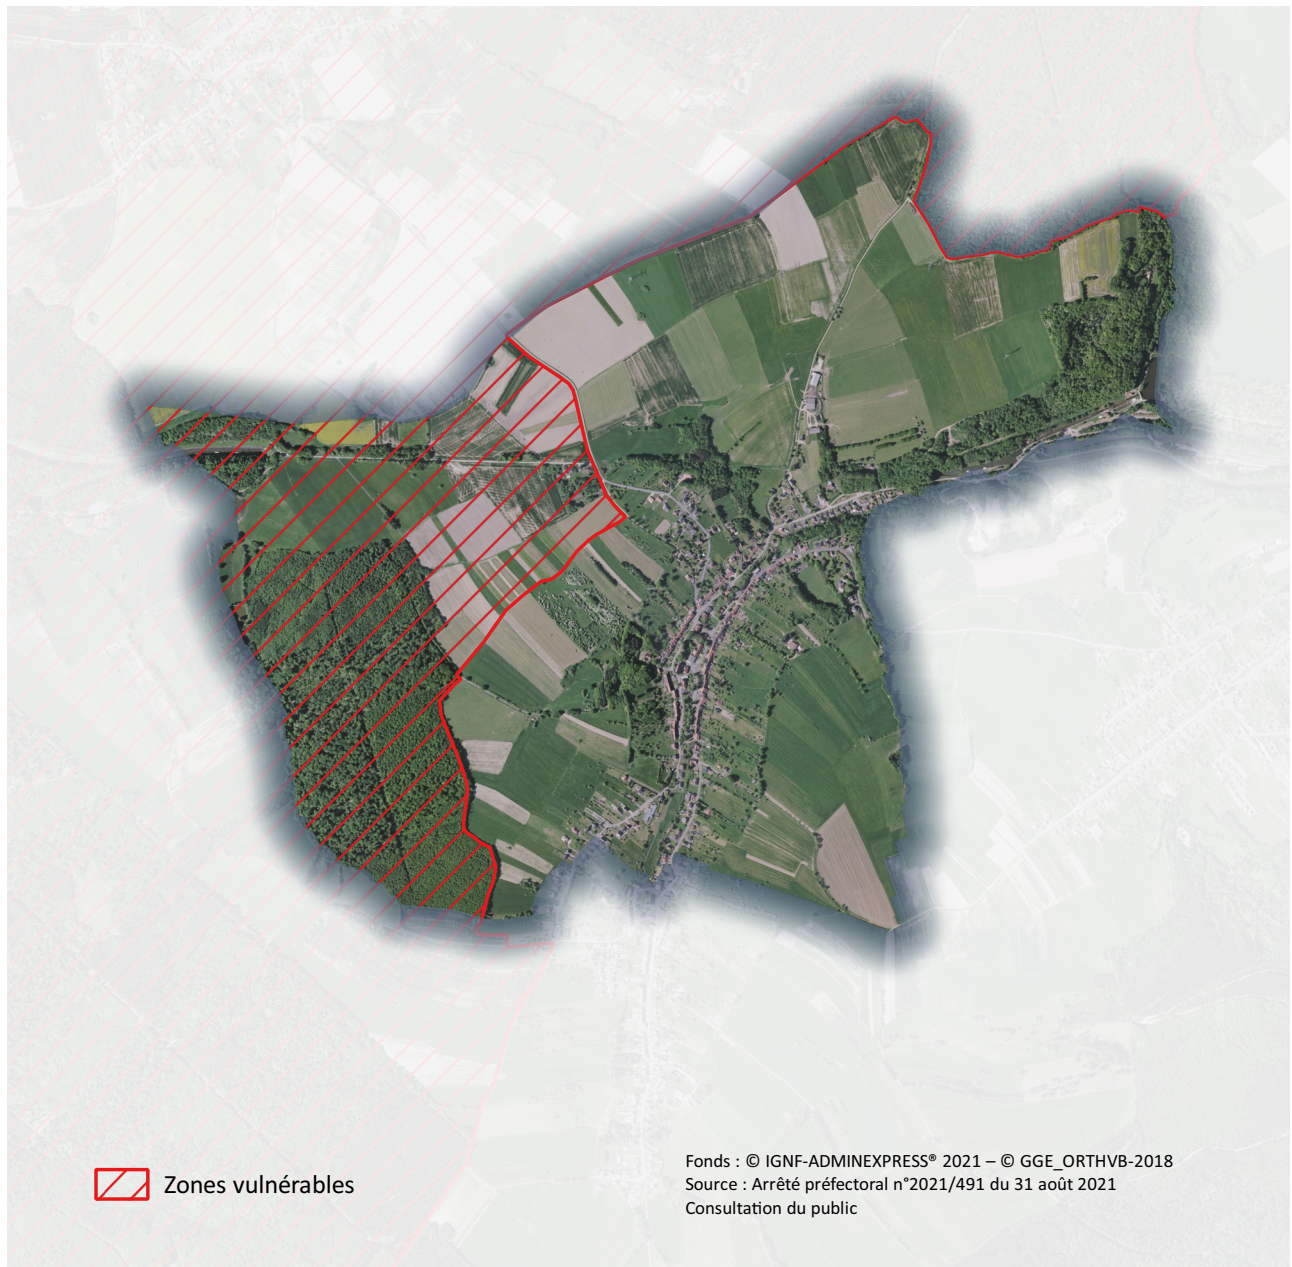 Zones vulnérables
Fonds : © IGNF-ADMINEXPRESS® 2021 – © GGE_ORTHVB-2018
Source : Arrêté préfectoral n°2021/491 du 31 août 2021
Consultation du public